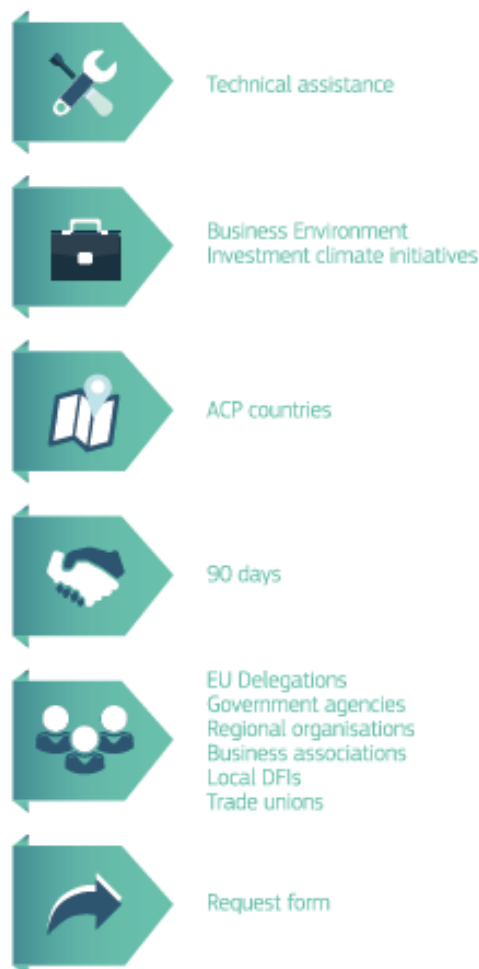 Technical assistance
Business Environment
Investment climate initiatives
ACP countries
90 days
EU Delegations
Government agencies
Regional organisations
Business associations
Local DFIs
Trade unions
Request form